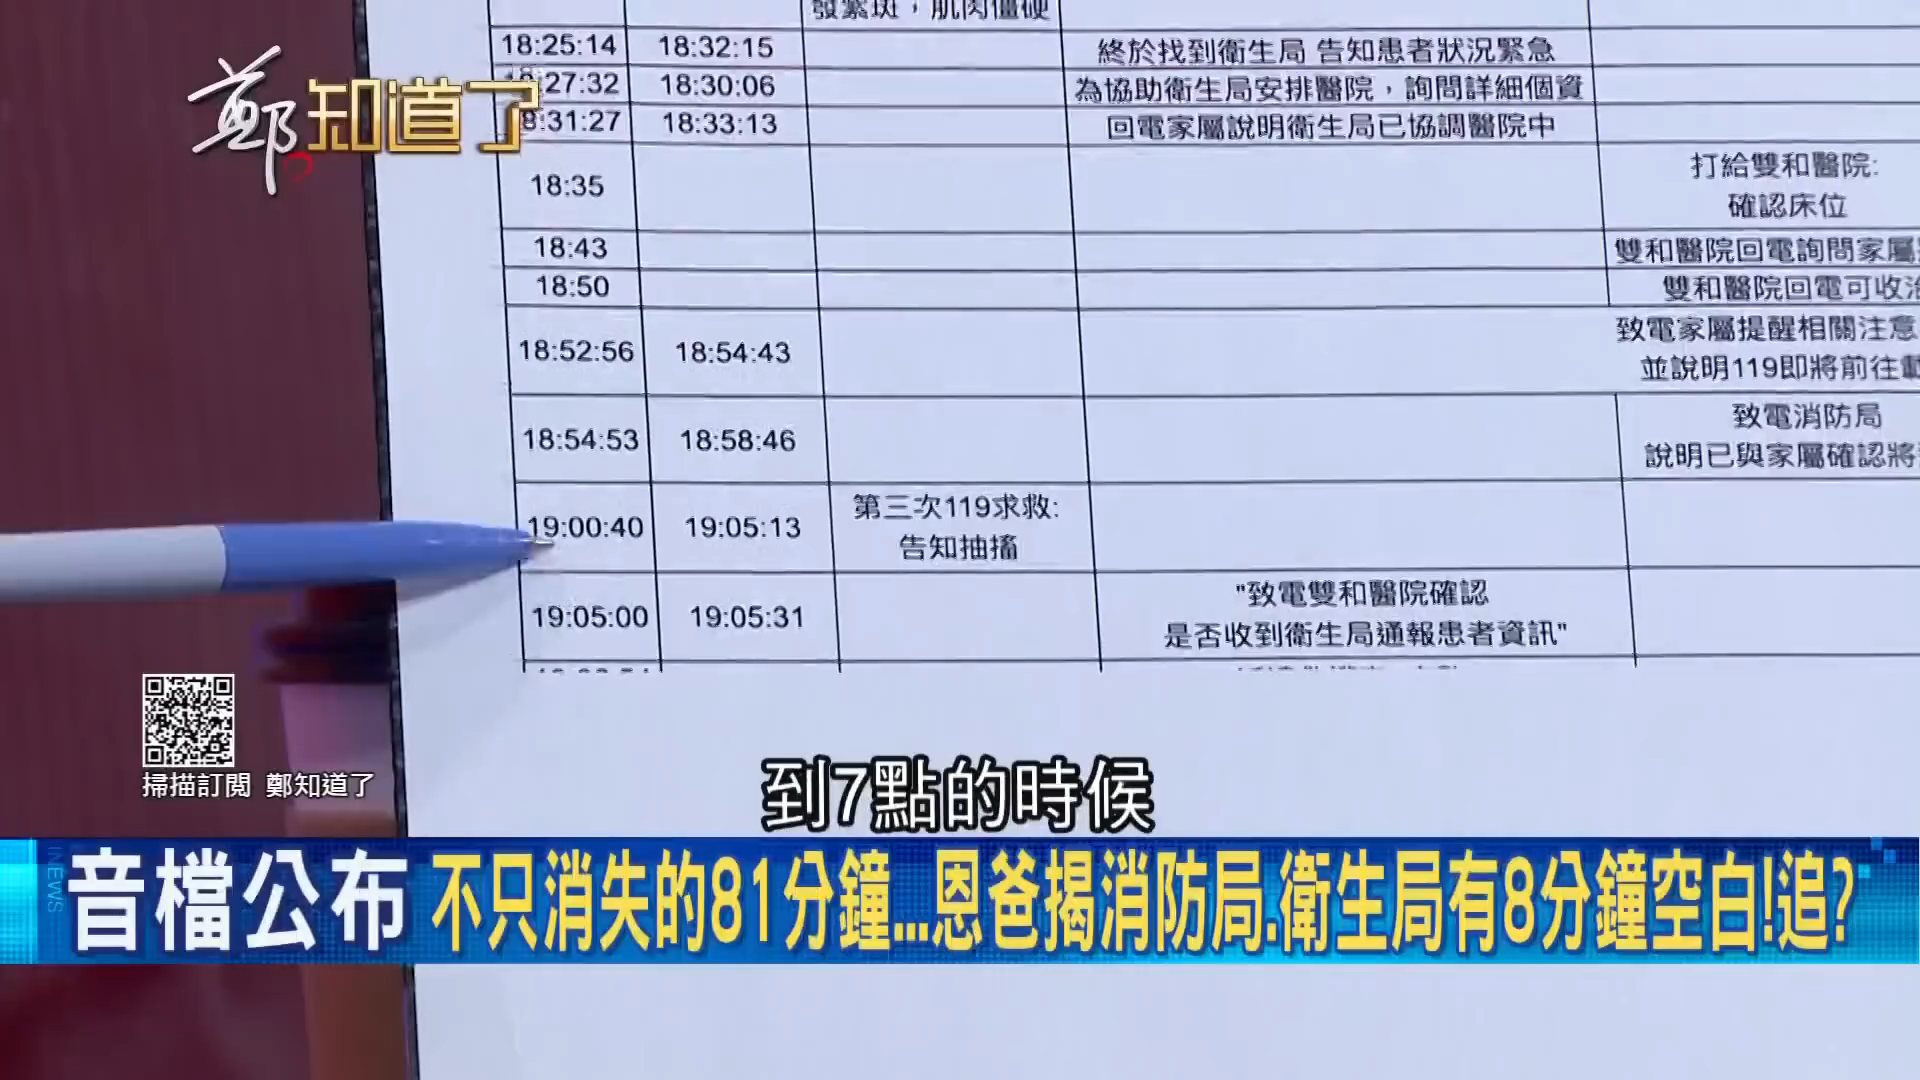 發紫斑，肌肉僵硬
18:25:14 18:32:15 終於找到衛生局 告知患者狀況緊急
鄭知道了
:27:32 18:30:06 為協助衛生局安排醫院，詢問詳細個資
8:31:27 18:33:13 回電家屬說明衛生局已協調醫院中
18:35 打給雙和醫院:
確認床位
18:43 雙和醫院回電詢問家屬
18:50 雙和醫院回電可收治
18:52:56 18:54:43 致電家屬提醒相關注意
並說明119即將前往載
18:54:53 18:58:46 致電消防局
說明已與家屬確認將
19:00:40 19:05:13 第三次119求救:
告知抽搐
19:05:00 19:05:31 "致電雙和醫院確認
是否收到衛生局通報患者資訊"
掃描訂閱 鄭知道了
到7點的時候
INEWS
音檔公布 不只消失的81分鐘...恩爸揭消防局.衛生局有8分鐘空白!追?